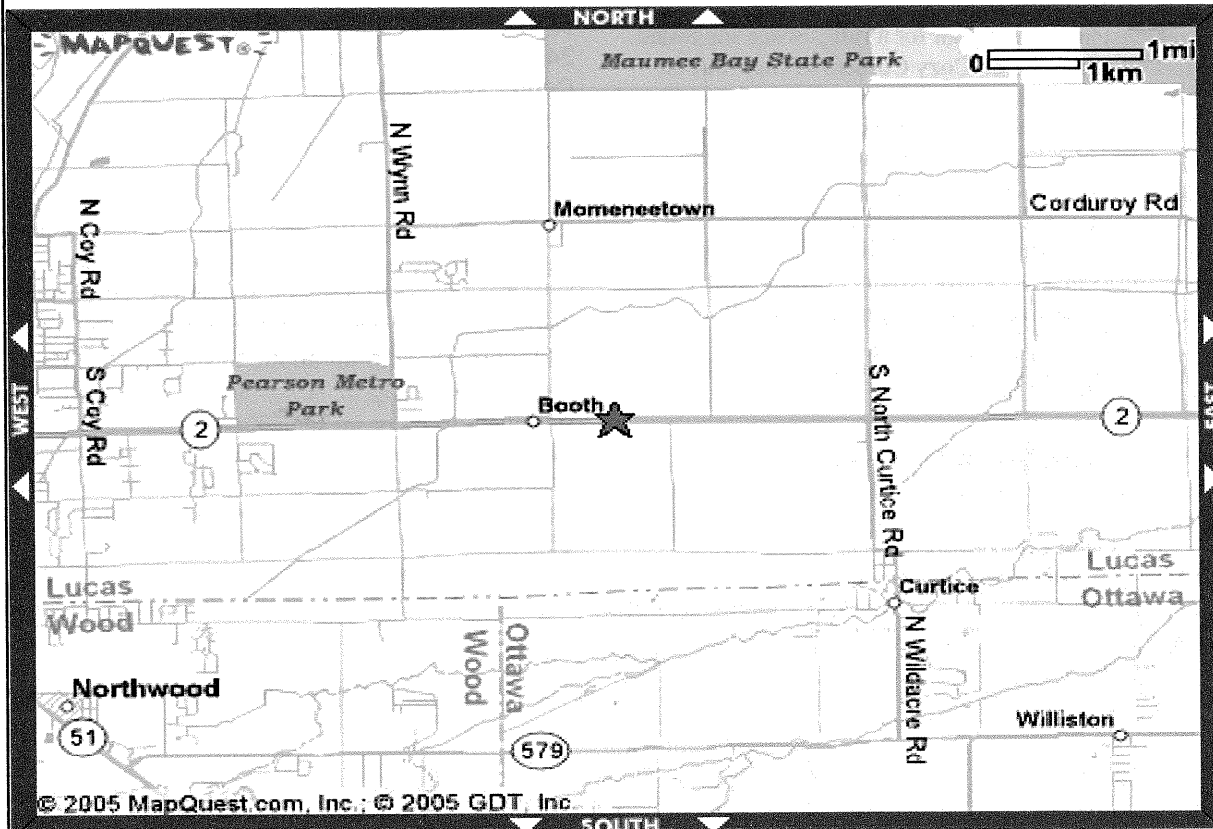 NORTH
MAPQUEST®
Maumee Bay State Park
0 1mi
1km
N Wynn Rd
N Coy Rd
Momeneetown
Corduroy Rd
WEST
EAST
S Coy Rd
Pearson Metro
Park
Booth
S North Curtice Rd
2
2
Lucas
Wood
Lucas
Ottawa
Curtice
Wood
Ottawa
N Wildacre Rd
Northwood
51
579
Williston
© 2005 MapQuest.com, Inc.; © 2005 GDT, Inc.
SOUTH